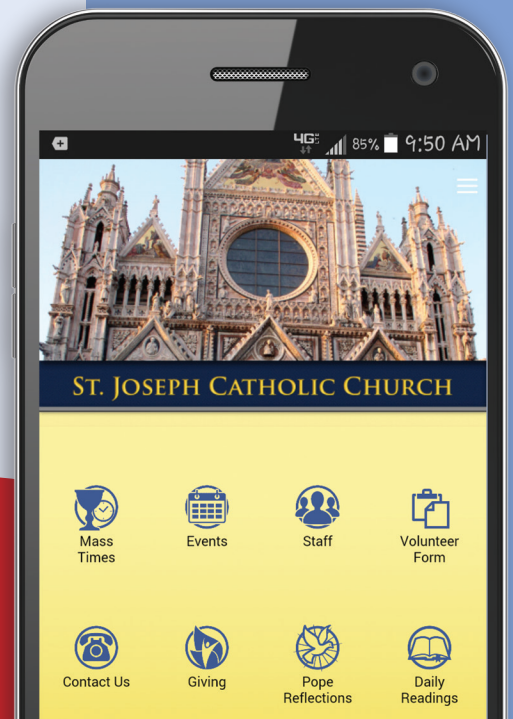 4G LTE 85% 9:50 AM
ST. JOSEPH CATHOLIC CHURCH
Mass
Times
Events
Staff
Volunteer
Form
Contact Us
Giving
Pope
Reflections
Daily
Readings